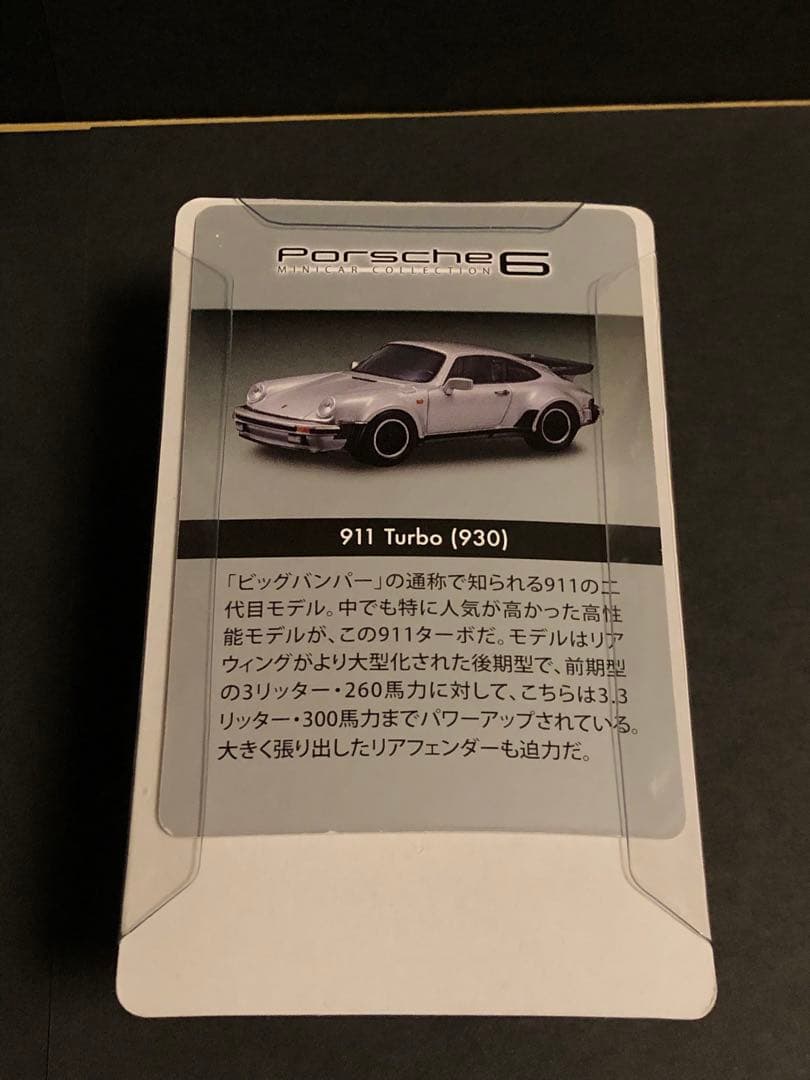 Porsche 6
MINICAR COLLECTION
911 Turbo (930)
「ビッグバンパー」の通称で知られる911の二
代目モデル。中でも特に人気が高かった高性
能モデルが、この911ターボだ。モデルはリア
ウィングがより大型化された後期型で、前期型
の3リッター・260馬力に対して、こちらは3.3
リッター・300馬力までパワーアップされている。
大きく張り出したリアフェンダーも迫力だ。